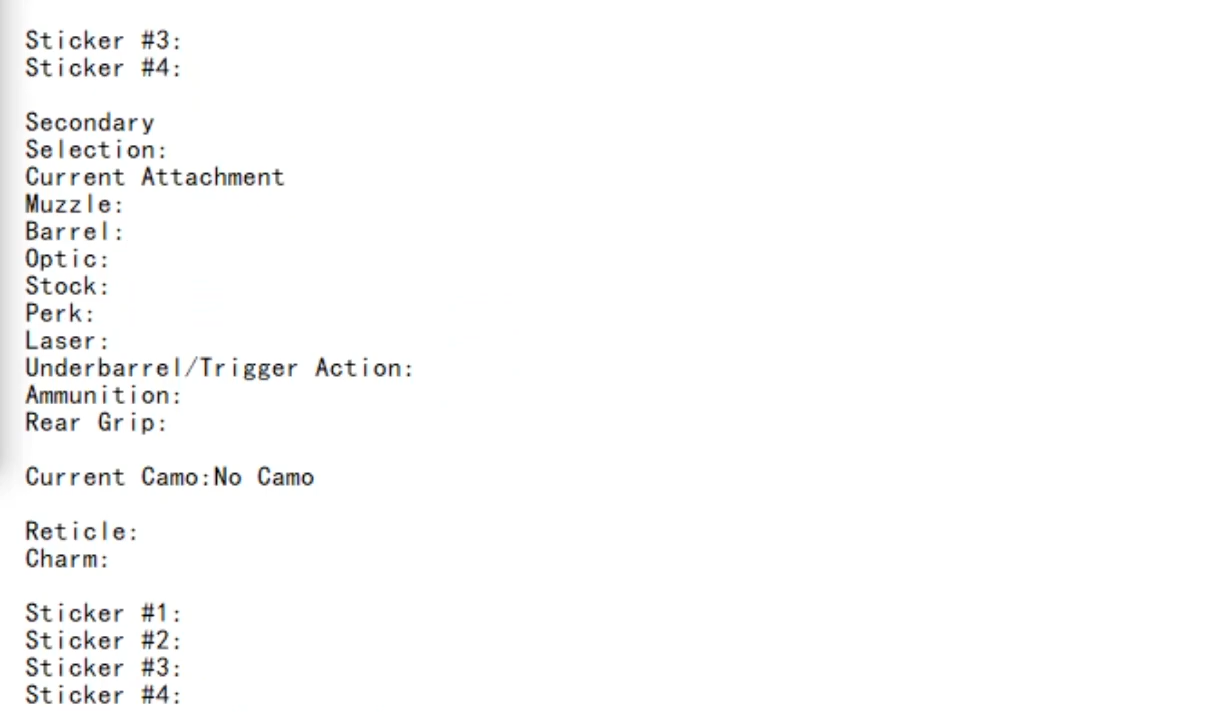 Sticker #3:
Sticker #4:
Secondary
Selection:
Current Attachment
Muzzle:
Barrel:
Optic:
Stock:
Perk:
Laser:
Underbarrel/Trigger Action:
Ammunition:
Rear Grip:
Current Camo:No Camo
Reticle:
Charm:
Sticker #1:
Sticker #2:
Sticker #3:
Sticker #4: